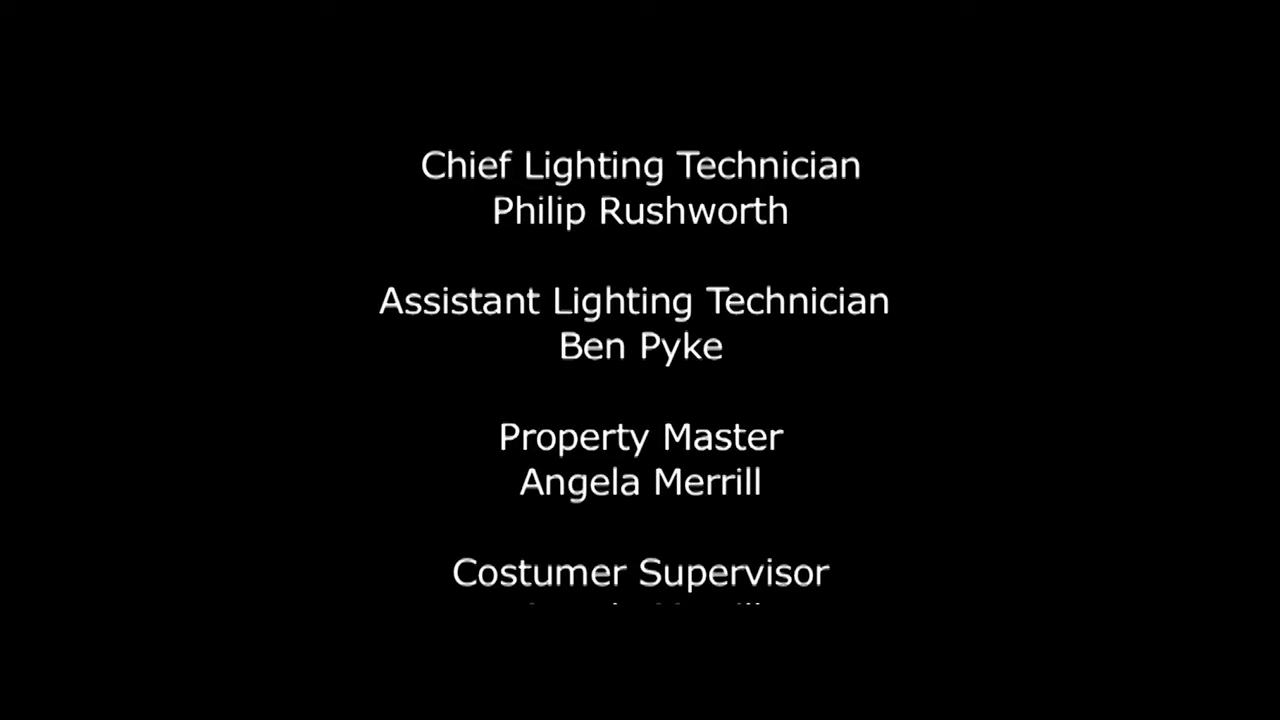 Chief Lighting Technician
Philip Rushworth
Assistant Lighting Technician
Ben Pyke
Property Master
Angela Merrill
Costumer Supervisor